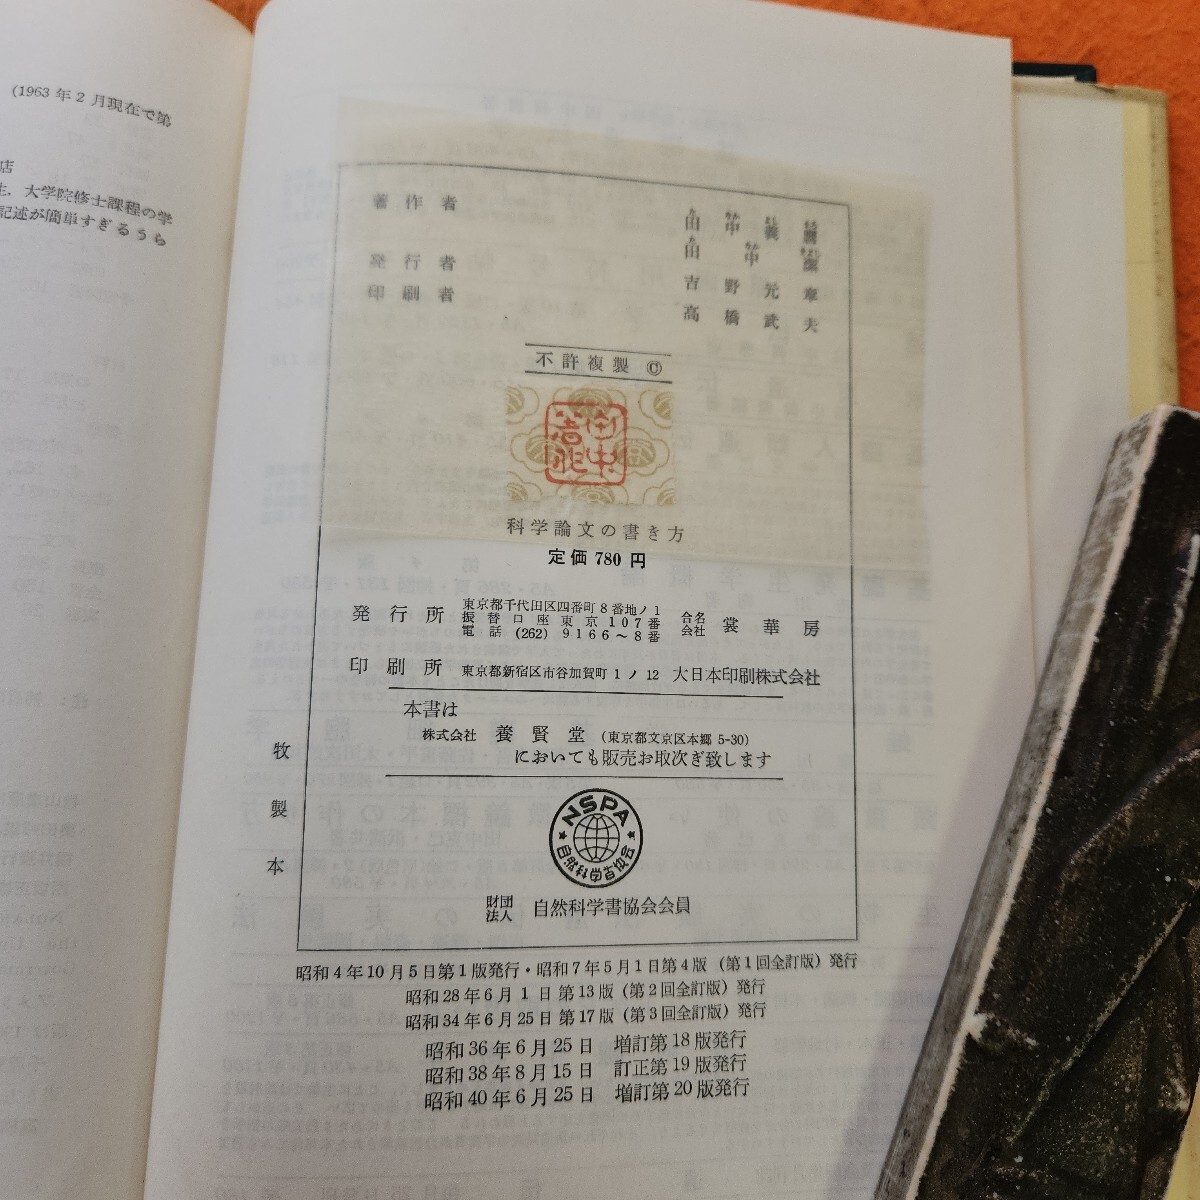 (1963 年 2 月現在で第
店
生，大学院修士課程の学
記述が簡単すぎるうら
著作者
田中義麿
田中潔
発行者 吉野元章
印刷者 高橋武夫
不許複製 ©
科学論文の書き方
定価 780 円
発行所
東京都千代田区四番町 8 番地ノ 1
振替口座東京 107 番
電話 (262) 9166〜8 番
合名会社 裳華房
印刷所 東京都新宿区市谷加賀町 1 ノ 12 大日本印刷株式会社
本書は
株式会社 養賢堂 (東京都文京区本郷 5-30)
においても販売お取次ぎ致します
牧製本
NSPA
自然科学書協会
財団法人 自然科学書協会会員
昭和 4 年 10 月 5 日第 1 版発行・昭和 7 年 5 月 1 日第 4 版 (第 1 回全訂版) 発行
昭和 28 年 6 月 1 日 第 13 版 (第 2 回全訂版) 発行
昭和 34 年 6 月 25 日 第 17 版 (第 3 回全訂版) 発行
昭和 36 年 6 月 25 日 増訂第 18 版発行
昭和 38 年 8 月 15 日 訂正第 19 版発行
昭和 40 年 6 月 25 日 増訂第 20 版発行